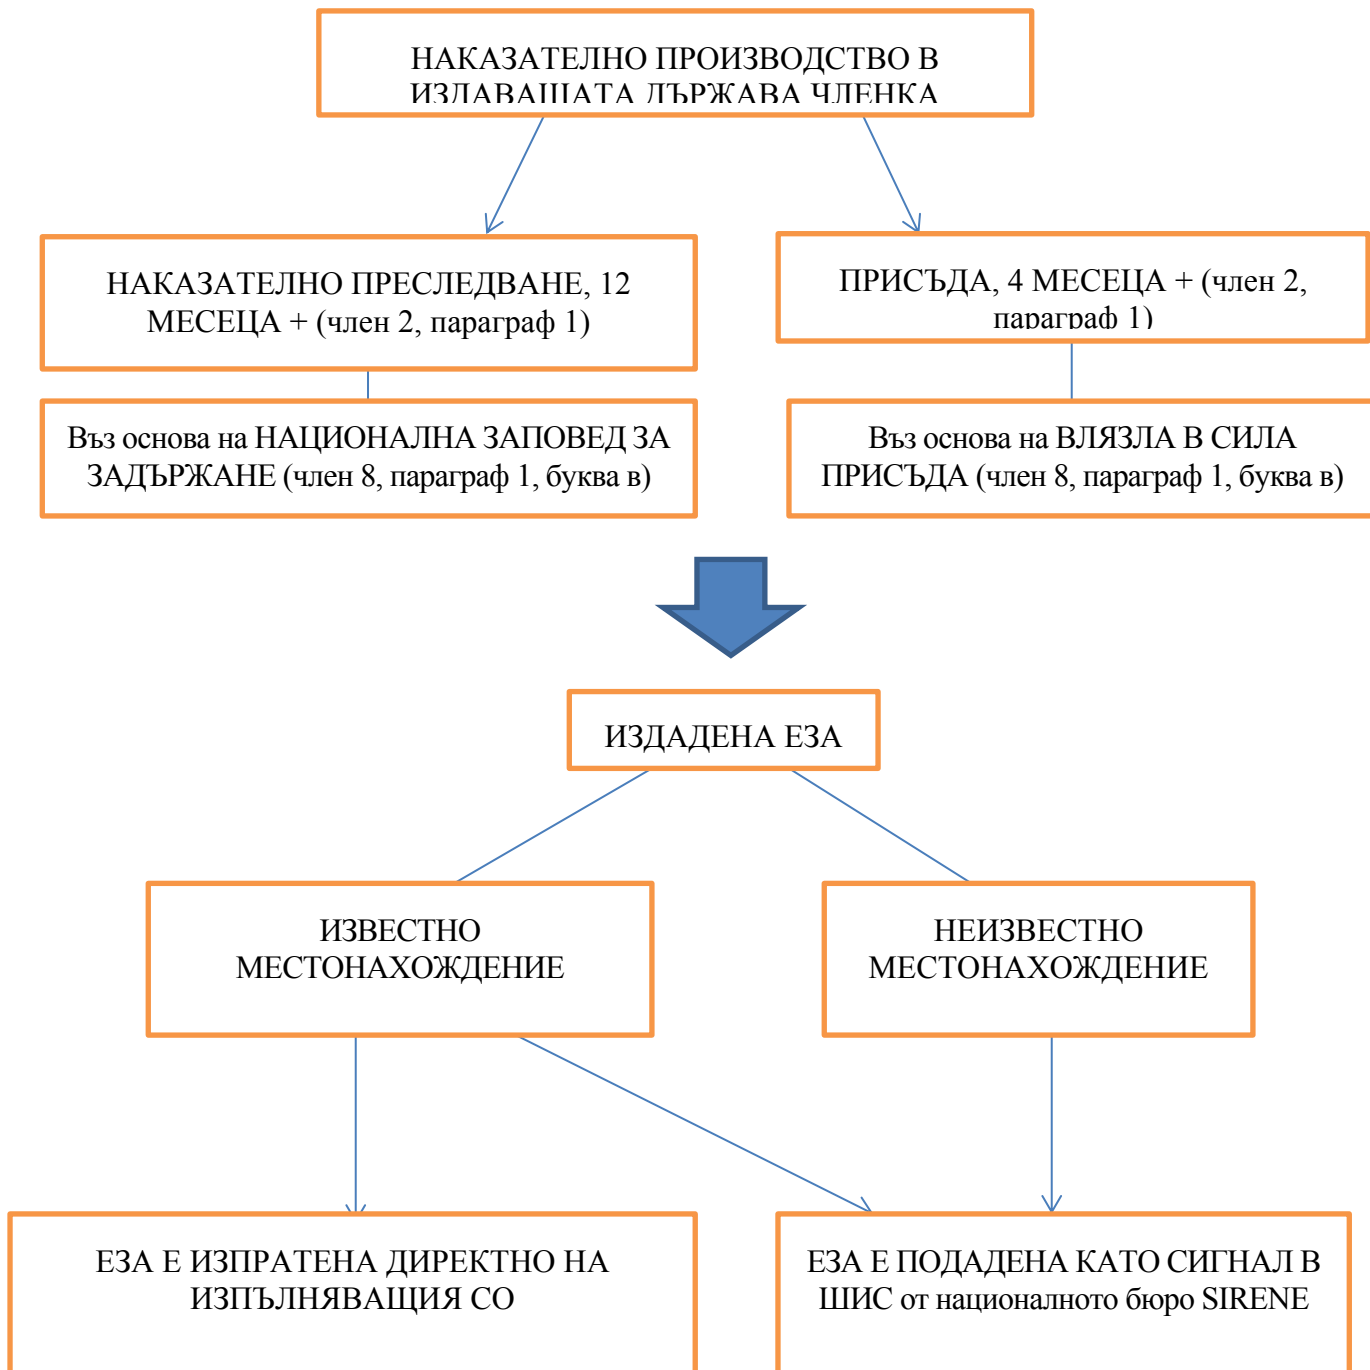 НАКАЗАТЕЛНО ПРОИЗВОДСТВО В
ИЗДАВАЩАТА ДЪРЖАВА ЧЛЕНКА
НАКАЗАТЕЛНО ПРЕСЛЕДВАНЕ, 12
МЕСЕЦА + (член 2, параграф 1)
ПРИСЪДА, 4 МЕСЕЦА + (член 2,
параграф 1)
Въз основа на НАЦИОНАЛНА ЗАПОВЕД ЗА
ЗАДЪРЖАНЕ (член 8, параграф 1, буква в)
Въз основа на ВЛЯЗЛА В СИЛА
ПРИСЪДА (член 8, параграф 1, буква в)
ИЗДАДЕНА ЕЗА
ИЗВЕСТНО
МЕСТОНАХОЖДЕНИЕ
НЕИЗВЕСТНО
МЕСТОНАХОЖДЕНИЕ
ЕЗА Е ИЗПРАТЕНА ДИРЕКТНО НА
ИЗПЪЛНЯВАЩИЯ СО
ЕЗА Е ПОДАДЕНА КАТО СИГНАЛ В
ШИС от националното бюро SIRENE